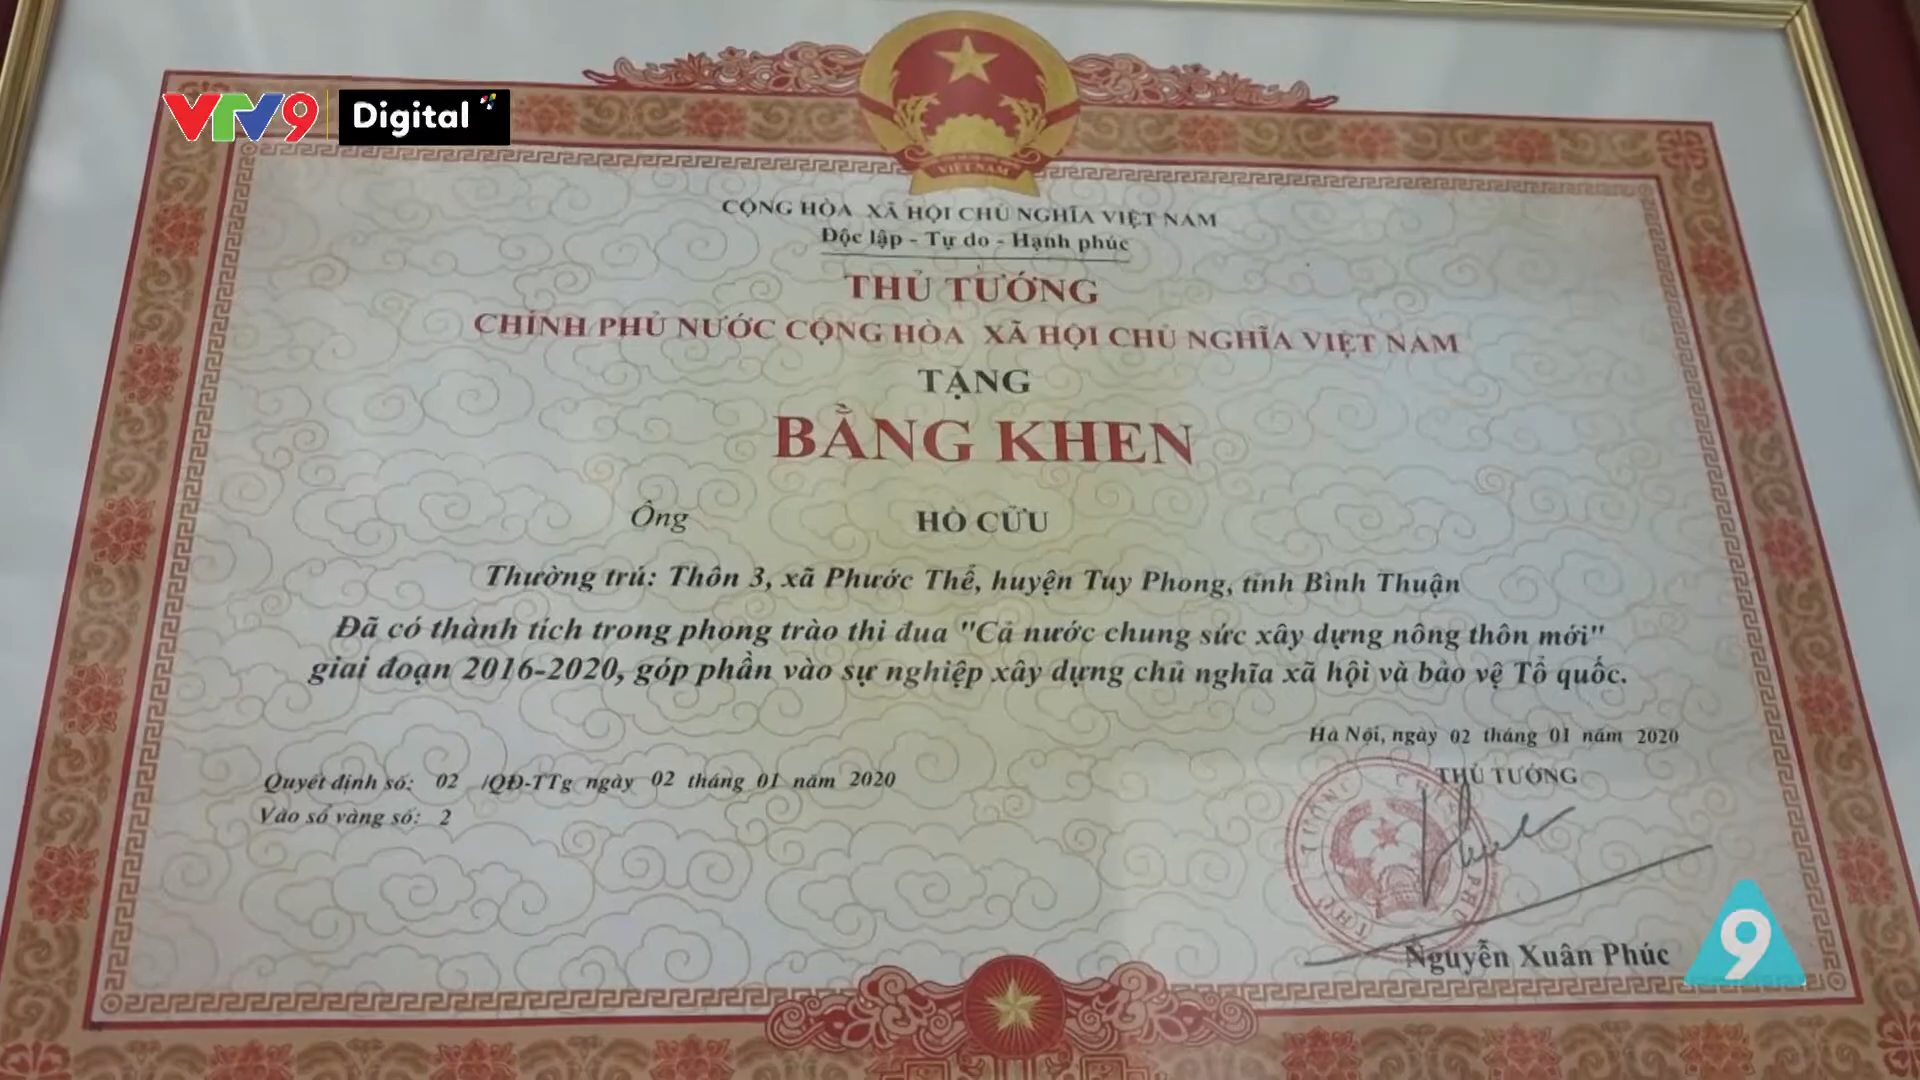 VTV9 Digital
VIỆT NAM
CỘNG HÒA XÃ HỘI CHỦ NGHĨA VIỆT NAM
Độc lập - Tự do - Hạnh phúc
THỦ TƯỚNG
CHÍNH PHỦ NƯỚC CỘNG HÒA XÃ HỘI CHỦ NGHĨA VIỆT NAM
TẶNG
BẰNG KHEN
Ông HỒ CỬU
Thường trú: Thôn 3, xã Phước Thể, huyện Tuy Phong, tỉnh Bình Thuận
Đã có thành tích trong phong trào thi đua "Cả nước chung sức xây dựng nông thôn mới"
giai đoạn 2016-2020, góp phần vào sự nghiệp xây dựng chủ nghĩa xã hội và bảo vệ Tổ quốc.
Hà Nội, ngày 02 tháng 01 năm 2020
THỦ TƯỚNG
Quyết định số: 02 /QĐ-TTg ngày 02 tháng 01 năm 2020
Vào sổ vàng số: 2
Nguyễn Xuân Phúc
9